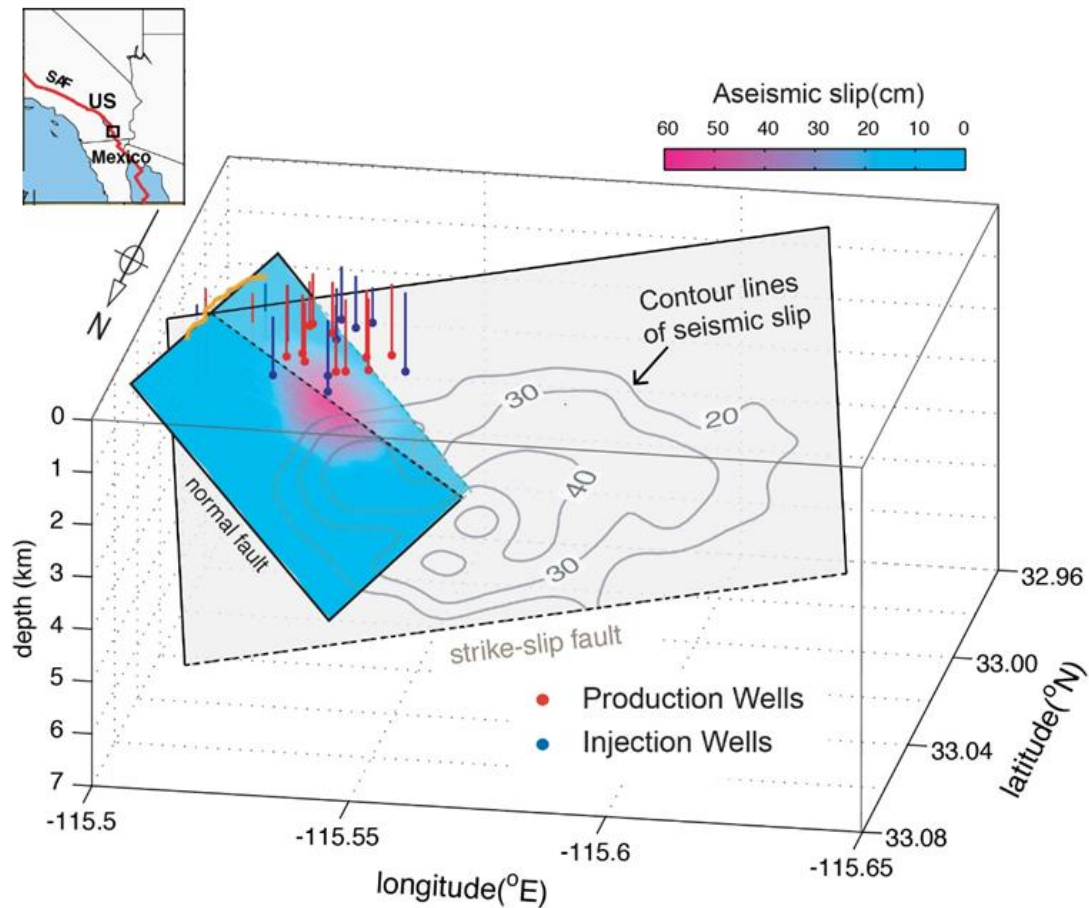 SAF
US
Mexico
N
Aseismic slip(cm)
60 50 40 30 20 10 0
Contour lines
of seismic slip
30
20
40
30
normal fault
strike-slip fault
Production Wells
Injection Wells
depth (km)
0
1
2
3
4
5
6
7
-115.5
-115.55
-115.6
-115.65
longitude(°E)
32.96
33.00
33.04
33.08
latitude(°N)